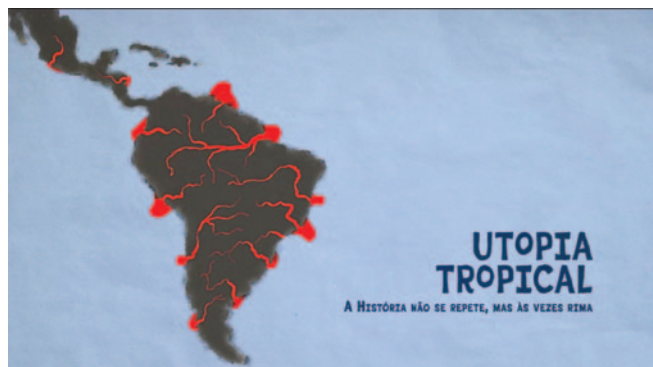 UTOPIA
TROPICAL
A HISTÓRIA NÃO SE REPETE, MAS ÀS VEZES RIMA